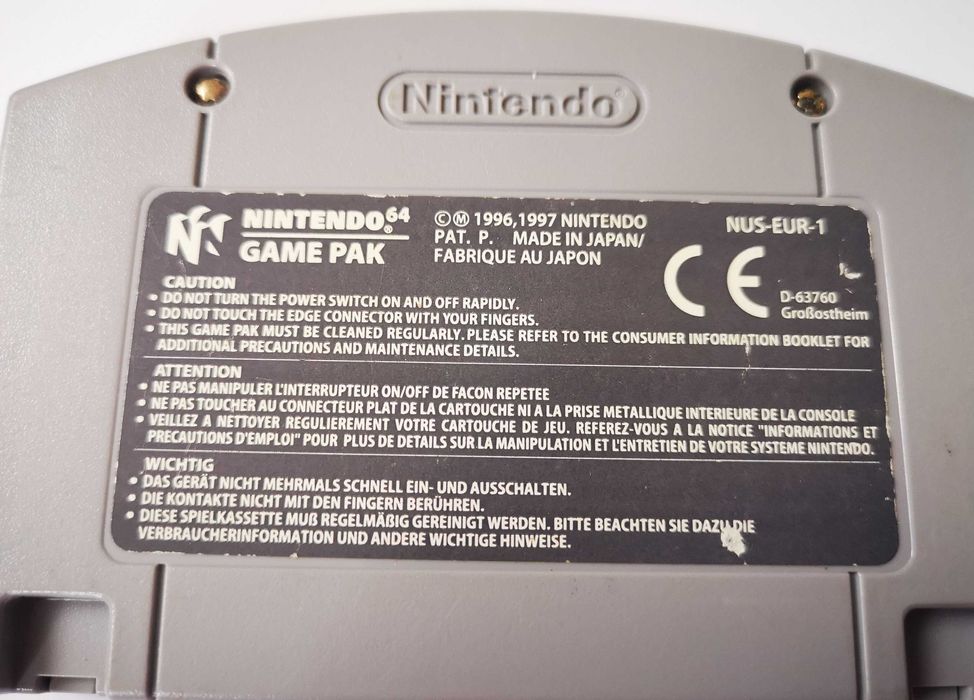 Nintendo®
NINTENDO®64
GAME PAK
©Ⓜ 1996,1997 NINTENDO
PAT. P. MADE IN JAPAN/
FABRIQUE AU JAPON
NUS-EUR-1
CE
D-63760
Großostheim
CAUTION
• DO NOT TURN THE POWER SWITCH ON AND OFF RAPIDLY.
• DO NOT TOUCH THE EDGE CONNECTOR WITH YOUR FINGERS.
• THIS GAME PAK MUST BE CLEANED REGULARLY. PLEASE REFER TO THE CONSUMER INFORMATION BOOKLET FOR
ADDITIONAL PRECAUTIONS AND MAINTENANCE DETAILS.
ATTENTION
• NE PAS MANIPULER L'INTERRUPTEUR ON/OFF DE FACON REPETEE
• NE PAS TOUCHER AU CONNECTEUR PLAT DE LA CARTOUCHE NI A LA PRISE METALLIQUE INTERIEURE DE LA CONSOLE
• VEILLEZ A NETTOYER REGULIEREMENT VOTRE CARTOUCHE DE JEU. REFEREZ-VOUS A LA NOTICE "INFORMATIONS ET
PRECAUTIONS D'EMPLOI" POUR PLUS DE DETAILS SUR LA MANIPULATION ET L'ENTRETIEN DE VOTRE SYSTEME NINTENDO.
WICHTIG
• DAS GERÄT NICHT MEHRMALS SCHNELL EIN- UND AUSSCHALTEN.
• DIE KONTAKTE NICHT MIT DEN FINGERN BERÜHREN.
• DIESE SPIELKASSETTE MUß REGELMÄßIG GEREINIGT WERDEN. BITTE BEACHTEN SIE DAZU DIE
VERBRAUCHERINFORMATION UND ANDERE WICHTIGE HINWEISE.